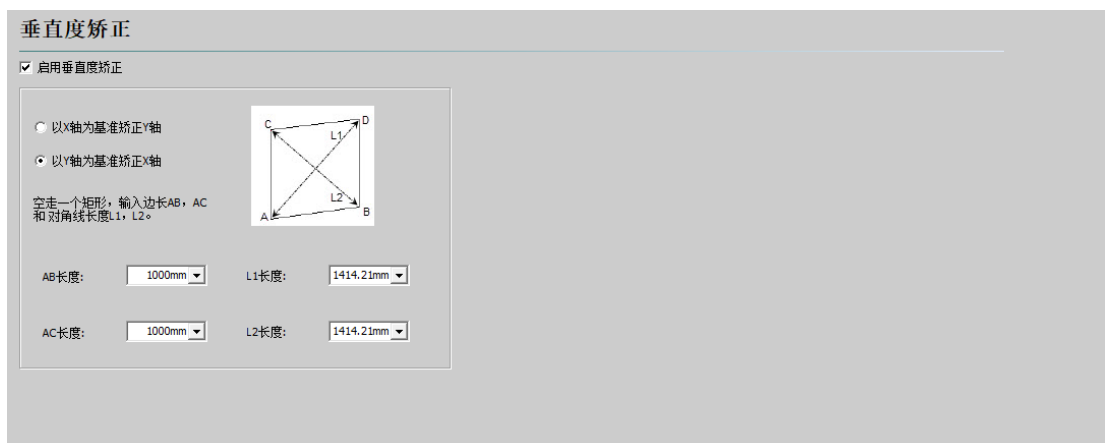 垂直度矫正
启用垂直度矫正
以X轴为基准矫正Y轴
以Y轴为基准矫正X轴
空走一个矩形，输入边长AB，AC
和对角线长度L1，L2。
C
D
L1
L2
A
B
AB长度:
1000mm
L1长度:
1414.21mm
AC长度:
1000mm
L2长度:
1414.21mm